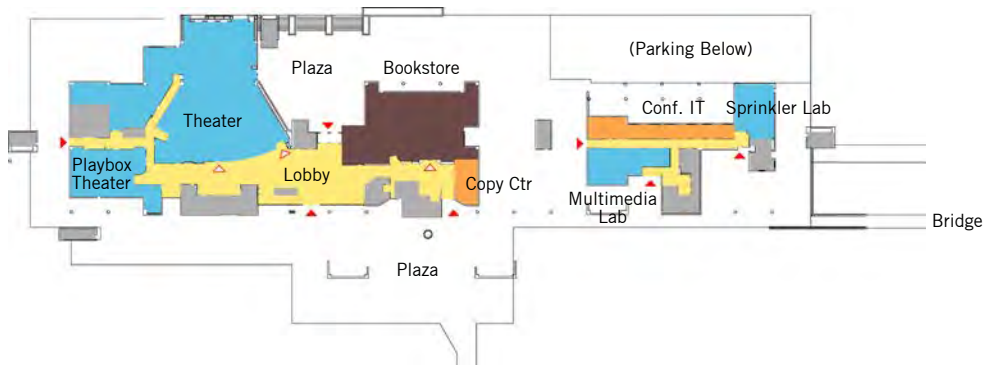 (Parking Below)
Plaza
Bookstore
Conf. IT
Sprinkler Lab
Theater
Playbox
Theater
Lobby
Copy Ctr
Multimedia
Lab
Bridge
Plaza